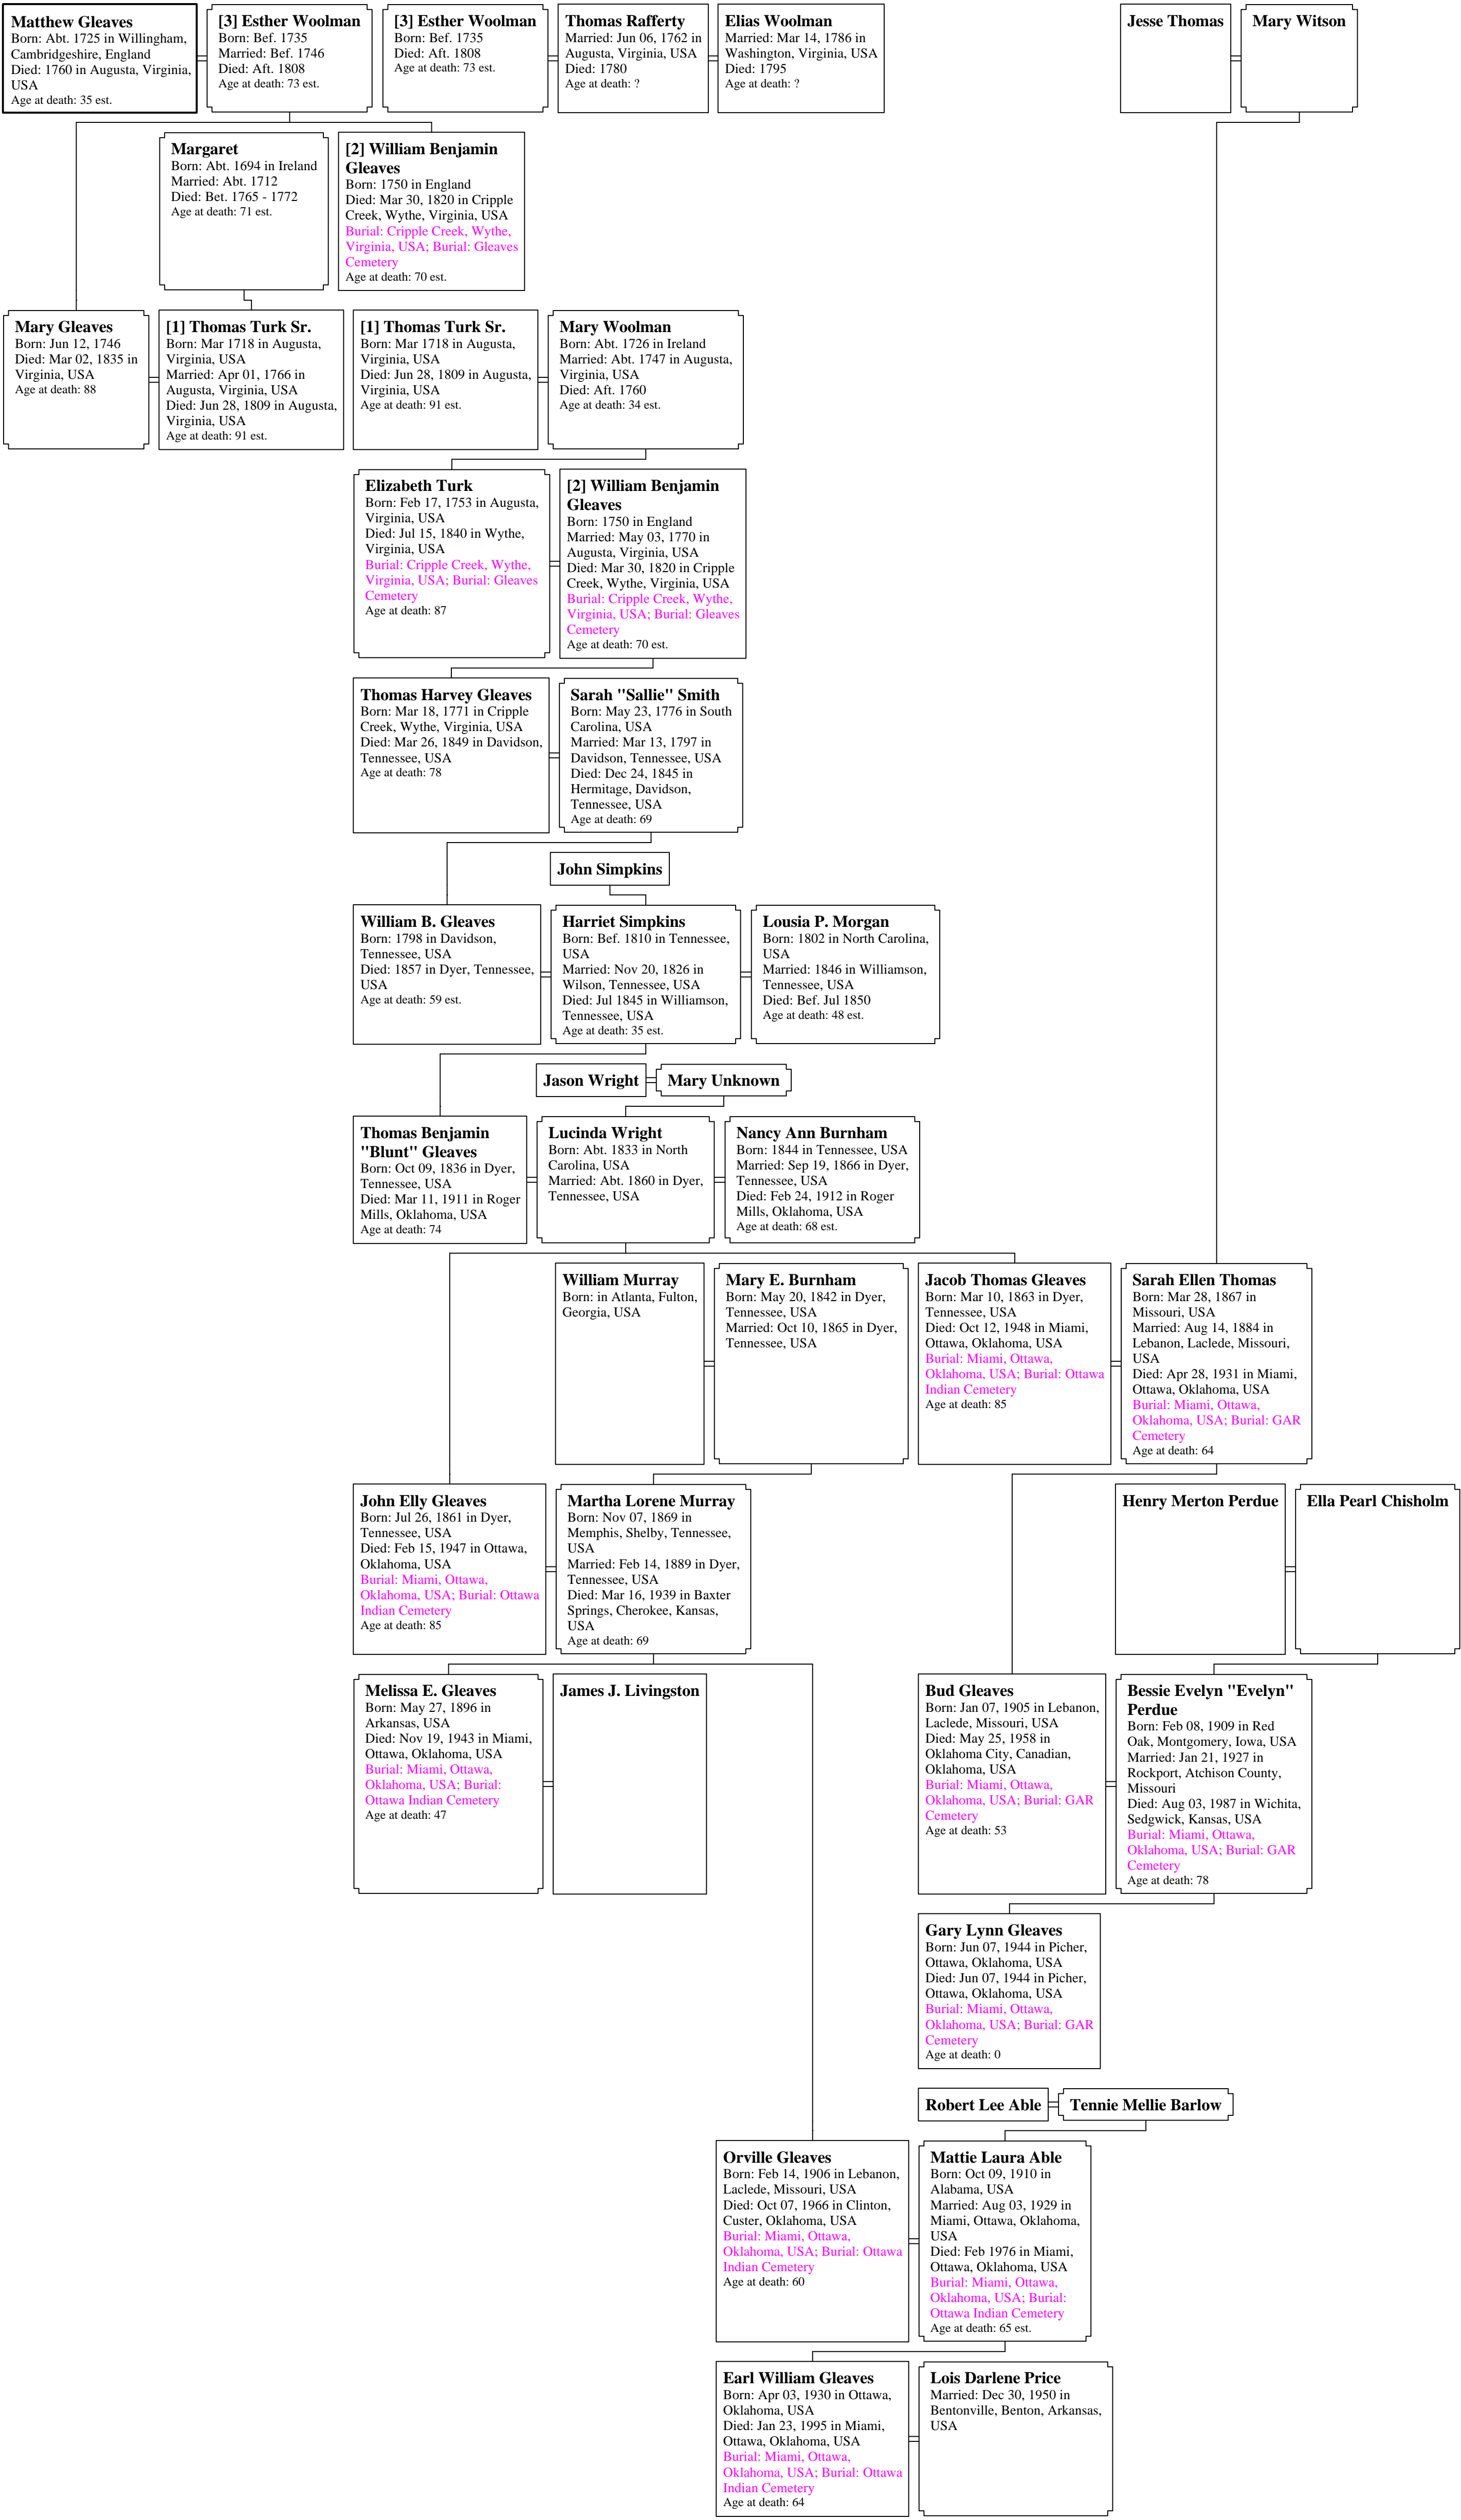 Matthew Gleaves
Born: Abt. 1725 in Willingham,
Cambridgeshire, England
Died: 1760 in Augusta, Virginia,
USA
Age at death: 35 est.
[3] Esther Woolman
Born: Bef. 1735
Married: Bef. 1746
Died: Aft. 1808
Age at death: 73 est.
[3] Esther Woolman
Born: Bef. 1735
Died: Aft. 1808
Age at death: 73 est.
Thomas Rafferty
Married: Jun 06, 1762 in
Augusta, Virginia, USA
Died: 1780
Age at death: ?
Elias Woolman
Married: Mar 14, 1786 in
Washington, Virginia, USA
Died: 1795
Age at death: ?
Jesse Thomas
Mary Witson
Margaret
Born: Abt. 1694 in Ireland
Married: Abt. 1712
Died: Bet. 1765 - 1772
Age at death: 71 est.
[2] William Benjamin
Gleaves
Born: 1750 in England
Died: Mar 30, 1820 in Cripple
Creek, Wythe, Virginia, USA
Burial: Cripple Creek, Wythe,
Virginia, USA; Burial: Gleaves
Cemetery
Age at death: 70 est.
Mary Gleaves
Born: Jun 12, 1746
Died: Mar 02, 1835 in
Virginia, USA
Age at death: 88
[1] Thomas Turk Sr.
Born: Mar 1718 in Augusta,
Virginia, USA
Married: Apr 01, 1766 in
Augusta, Virginia, USA
Died: Jun 28, 1809 in Augusta,
Virginia, USA
Age at death: 91 est.
[1] Thomas Turk Sr.
Born: Mar 1718 in Augusta,
Virginia, USA
Died: Jun 28, 1809 in Augusta,
Virginia, USA
Age at death: 91 est.
Mary Woolman
Born: Abt. 1726 in Ireland
Married: Abt. 1747 in Augusta,
Virginia, USA
Died: Aft. 1760
Age at death: 34 est.
Elizabeth Turk
Born: Feb 17, 1753 in Augusta,
Virginia, USA
Died: Jul 15, 1840 in Wythe,
Virginia, USA
Burial: Cripple Creek, Wythe,
Virginia, USA; Burial: Gleaves
Cemetery
Age at death: 87
[2] William Benjamin
Gleaves
Born: 1750 in England
Married: May 03, 1770 in
Augusta, Virginia, USA
Died: Mar 30, 1820 in Cripple
Creek, Wythe, Virginia, USA
Burial: Cripple Creek, Wythe,
Virginia, USA; Burial: Gleaves
Cemetery
Age at death: 70 est.
Thomas Harvey Gleaves
Born: Mar 18, 1771 in Cripple
Creek, Wythe, Virginia, USA
Died: Mar 26, 1849 in Davidson,
Tennessee, USA
Age at death: 78
Sarah "Sallie" Smith
Born: May 23, 1776 in South
Carolina, USA
Married: Mar 13, 1797 in
Davidson, Tennessee, USA
Died: Dec 24, 1845 in
Hermitage, Davidson,
Tennessee, USA
Age at death: 69
John Simpkins
William B. Gleaves
Born: 1798 in Davidson,
Tennessee, USA
Died: 1857 in Dyer, Tennessee,
USA
Age at death: 59 est.
Harriet Simpkins
Born: Bef. 1810 in Tennessee,
USA
Married: Nov 20, 1826 in
Wilson, Tennessee, USA
Died: Jul 1845 in Williamson,
Tennessee, USA
Age at death: 35 est.
Lousia P. Morgan
Born: 1802 in North Carolina,
USA
Married: 1846 in Williamson,
Tennessee, USA
Died: Bef. Jul 1850
Age at death: 48 est.
Jason Wright
Mary Unknown
Thomas Benjamin
"Blunt" Gleaves
Born: Oct 09, 1836 in Dyer,
Tennessee, USA
Died: Mar 11, 1911 in Roger
Mills, Oklahoma, USA
Age at death: 74
Lucinda Wright
Born: Abt. 1833 in North
Carolina, USA
Married: Abt. 1860 in Dyer,
Tennessee, USA
Nancy Ann Burnham
Born: 1844 in Tennessee, USA
Married: Sep 19, 1866 in Dyer,
Tennessee, USA
Died: Feb 24, 1912 in Roger
Mills, Oklahoma, USA
Age at death: 68 est.
William Murray
Born: in Atlanta, Fulton,
Georgia, USA
Mary E. Burnham
Born: May 20, 1842 in Dyer,
Tennessee, USA
Married: Oct 10, 1865 in Dyer,
Tennessee, USA
Jacob Thomas Gleaves
Born: Mar 10, 1863 in Dyer,
Tennessee, USA
Died: Oct 12, 1948 in Miami,
Ottawa, Oklahoma, USA
Burial: Miami, Ottawa,
Oklahoma, USA; Burial: Ottawa
Indian Cemetery
Age at death: 85
Sarah Ellen Thomas
Born: Mar 28, 1867 in
Missouri, USA
Married: Aug 14, 1884 in
Lebanon, Laclede, Missouri,
USA
Died: Apr 28, 1931 in Miami,
Ottawa, Oklahoma, USA
Burial: Miami, Ottawa,
Oklahoma, USA; Burial: GAR
Cemetery
Age at death: 64
John Elly Gleaves
Born: Jul 26, 1861 in Dyer,
Tennessee, USA
Died: Feb 15, 1947 in Ottawa,
Oklahoma, USA
Burial: Miami, Ottawa,
Oklahoma, USA; Burial: Ottawa
Indian Cemetery
Age at death: 85
Martha Lorene Murray
Born: Nov 07, 1869 in
Memphis, Shelby, Tennessee,
USA
Married: Feb 14, 1889 in Dyer,
Tennessee, USA
Died: Mar 16, 1939 in Baxter
Springs, Cherokee, Kansas,
USA
Age at death: 69
Henry Merton Perdue
Ella Pearl Chisholm
Melissa E. Gleaves
Born: May 27, 1896 in
Arkansas, USA
Died: Nov 19, 1943 in Miami,
Ottawa, Oklahoma, USA
Burial: Miami, Ottawa,
Oklahoma, USA; Burial:
Ottawa Indian Cemetery
Age at death: 47
James J. Livingston
Bud Gleaves
Born: Jan 07, 1905 in Lebanon,
Laclede, Missouri, USA
Died: May 25, 1958 in
Oklahoma City, Canadian,
Oklahoma, USA
Burial: Miami, Ottawa,
Oklahoma, USA; Burial: GAR
Cemetery
Age at death: 53
Bessie Evelyn "Evelyn"
Perdue
Born: Feb 08, 1909 in Red
Oak, Montgomery, Iowa, USA
Married: Jan 21, 1927 in
Rockport, Atchison County,
Missouri
Died: Aug 03, 1987 in Wichita,
Sedgwick, Kansas, USA
Burial: Miami, Ottawa,
Oklahoma, USA; Burial: GAR
Cemetery
Age at death: 78
Gary Lynn Gleaves
Born: Jun 07, 1944 in Picher,
Ottawa, Oklahoma, USA
Died: Jun 07, 1944 in Picher,
Ottawa, Oklahoma, USA
Burial: Miami, Ottawa,
Oklahoma, USA; Burial: GAR
Cemetery
Age at death: 0
Robert Lee Able
Tennie Mellie Barlow
Orville Gleaves
Born: Feb 14, 1906 in Lebanon,
Laclede, Missouri, USA
Died: Oct 07, 1966 in Clinton,
Custer, Oklahoma, USA
Burial: Miami, Ottawa,
Oklahoma, USA; Burial: Ottawa
Indian Cemetery
Age at death: 60
Mattie Laura Able
Born: Oct 09, 1910 in
Alabama, USA
Married: Aug 03, 1929 in
Miami, Ottawa, Oklahoma,
USA
Died: Feb 1976 in Miami,
Ottawa, Oklahoma, USA
Burial: Miami, Ottawa,
Oklahoma, USA; Burial:
Ottawa Indian Cemetery
Age at death: 65 est.
Earl William Gleaves
Born: Apr 03, 1930 in Ottawa,
Oklahoma, USA
Died: Jan 23, 1995 in Miami,
Ottawa, Oklahoma, USA
Burial: Miami, Ottawa,
Oklahoma, USA; Burial: Ottawa
Indian Cemetery
Age at death: 64
Lois Darlene Price
Married: Dec 30, 1950 in
Bentonville, Benton, Arkansas,
USA